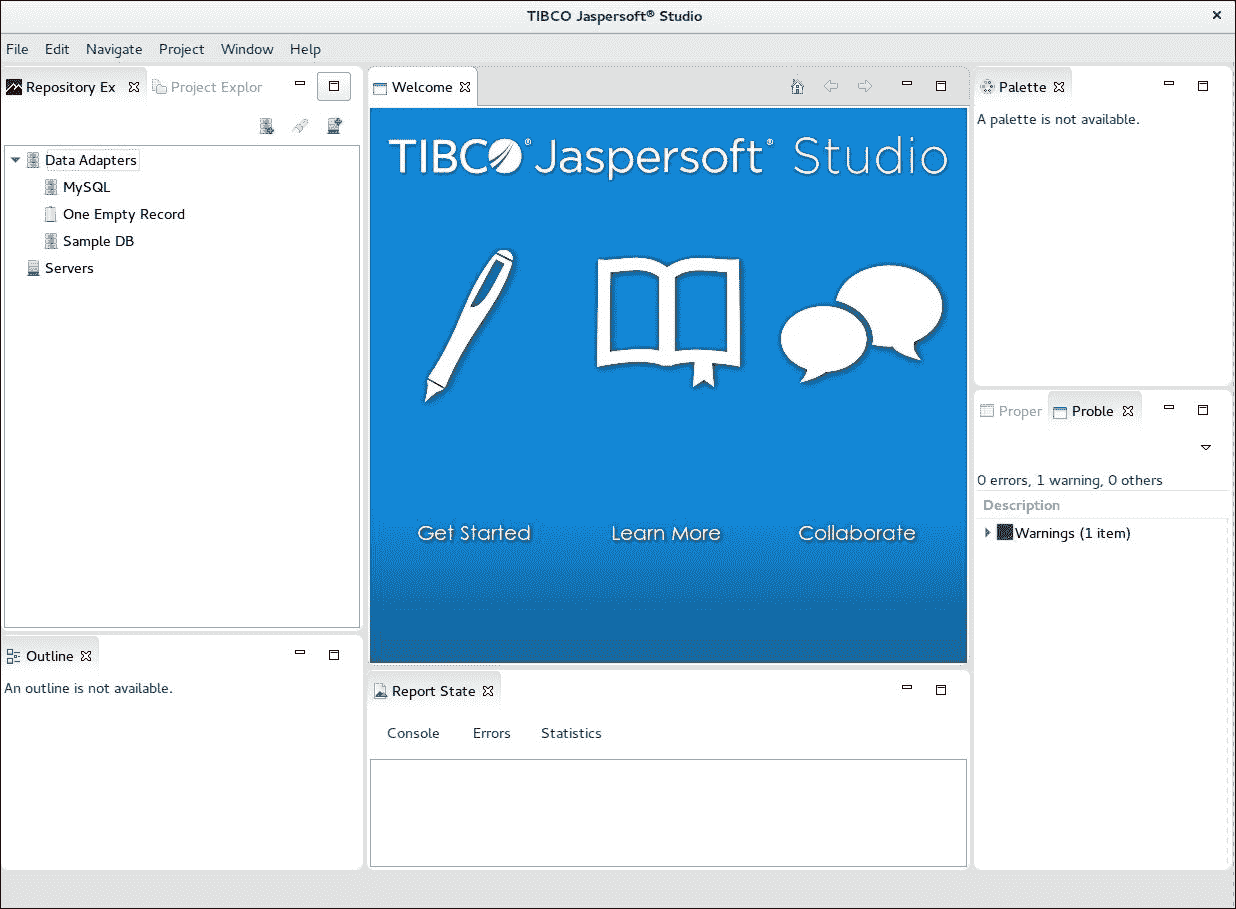 TIBCO Jaspersoft® Studio
File Edit Navigate Project Window Help
Repository Ex
Project Explor
Data Adapters
MySQL
One Empty Record
Sample DB
Servers
Outline
An outline is not available.
Welcome
TIBCO® Jaspersoft® Studio
Get Started
Learn More
Collaborate
Report State
Console Errors Statistics
Palette
A palette is not available.
Proper
Proble
0 errors, 1 warning, 0 others
Description
Warnings (1 item)